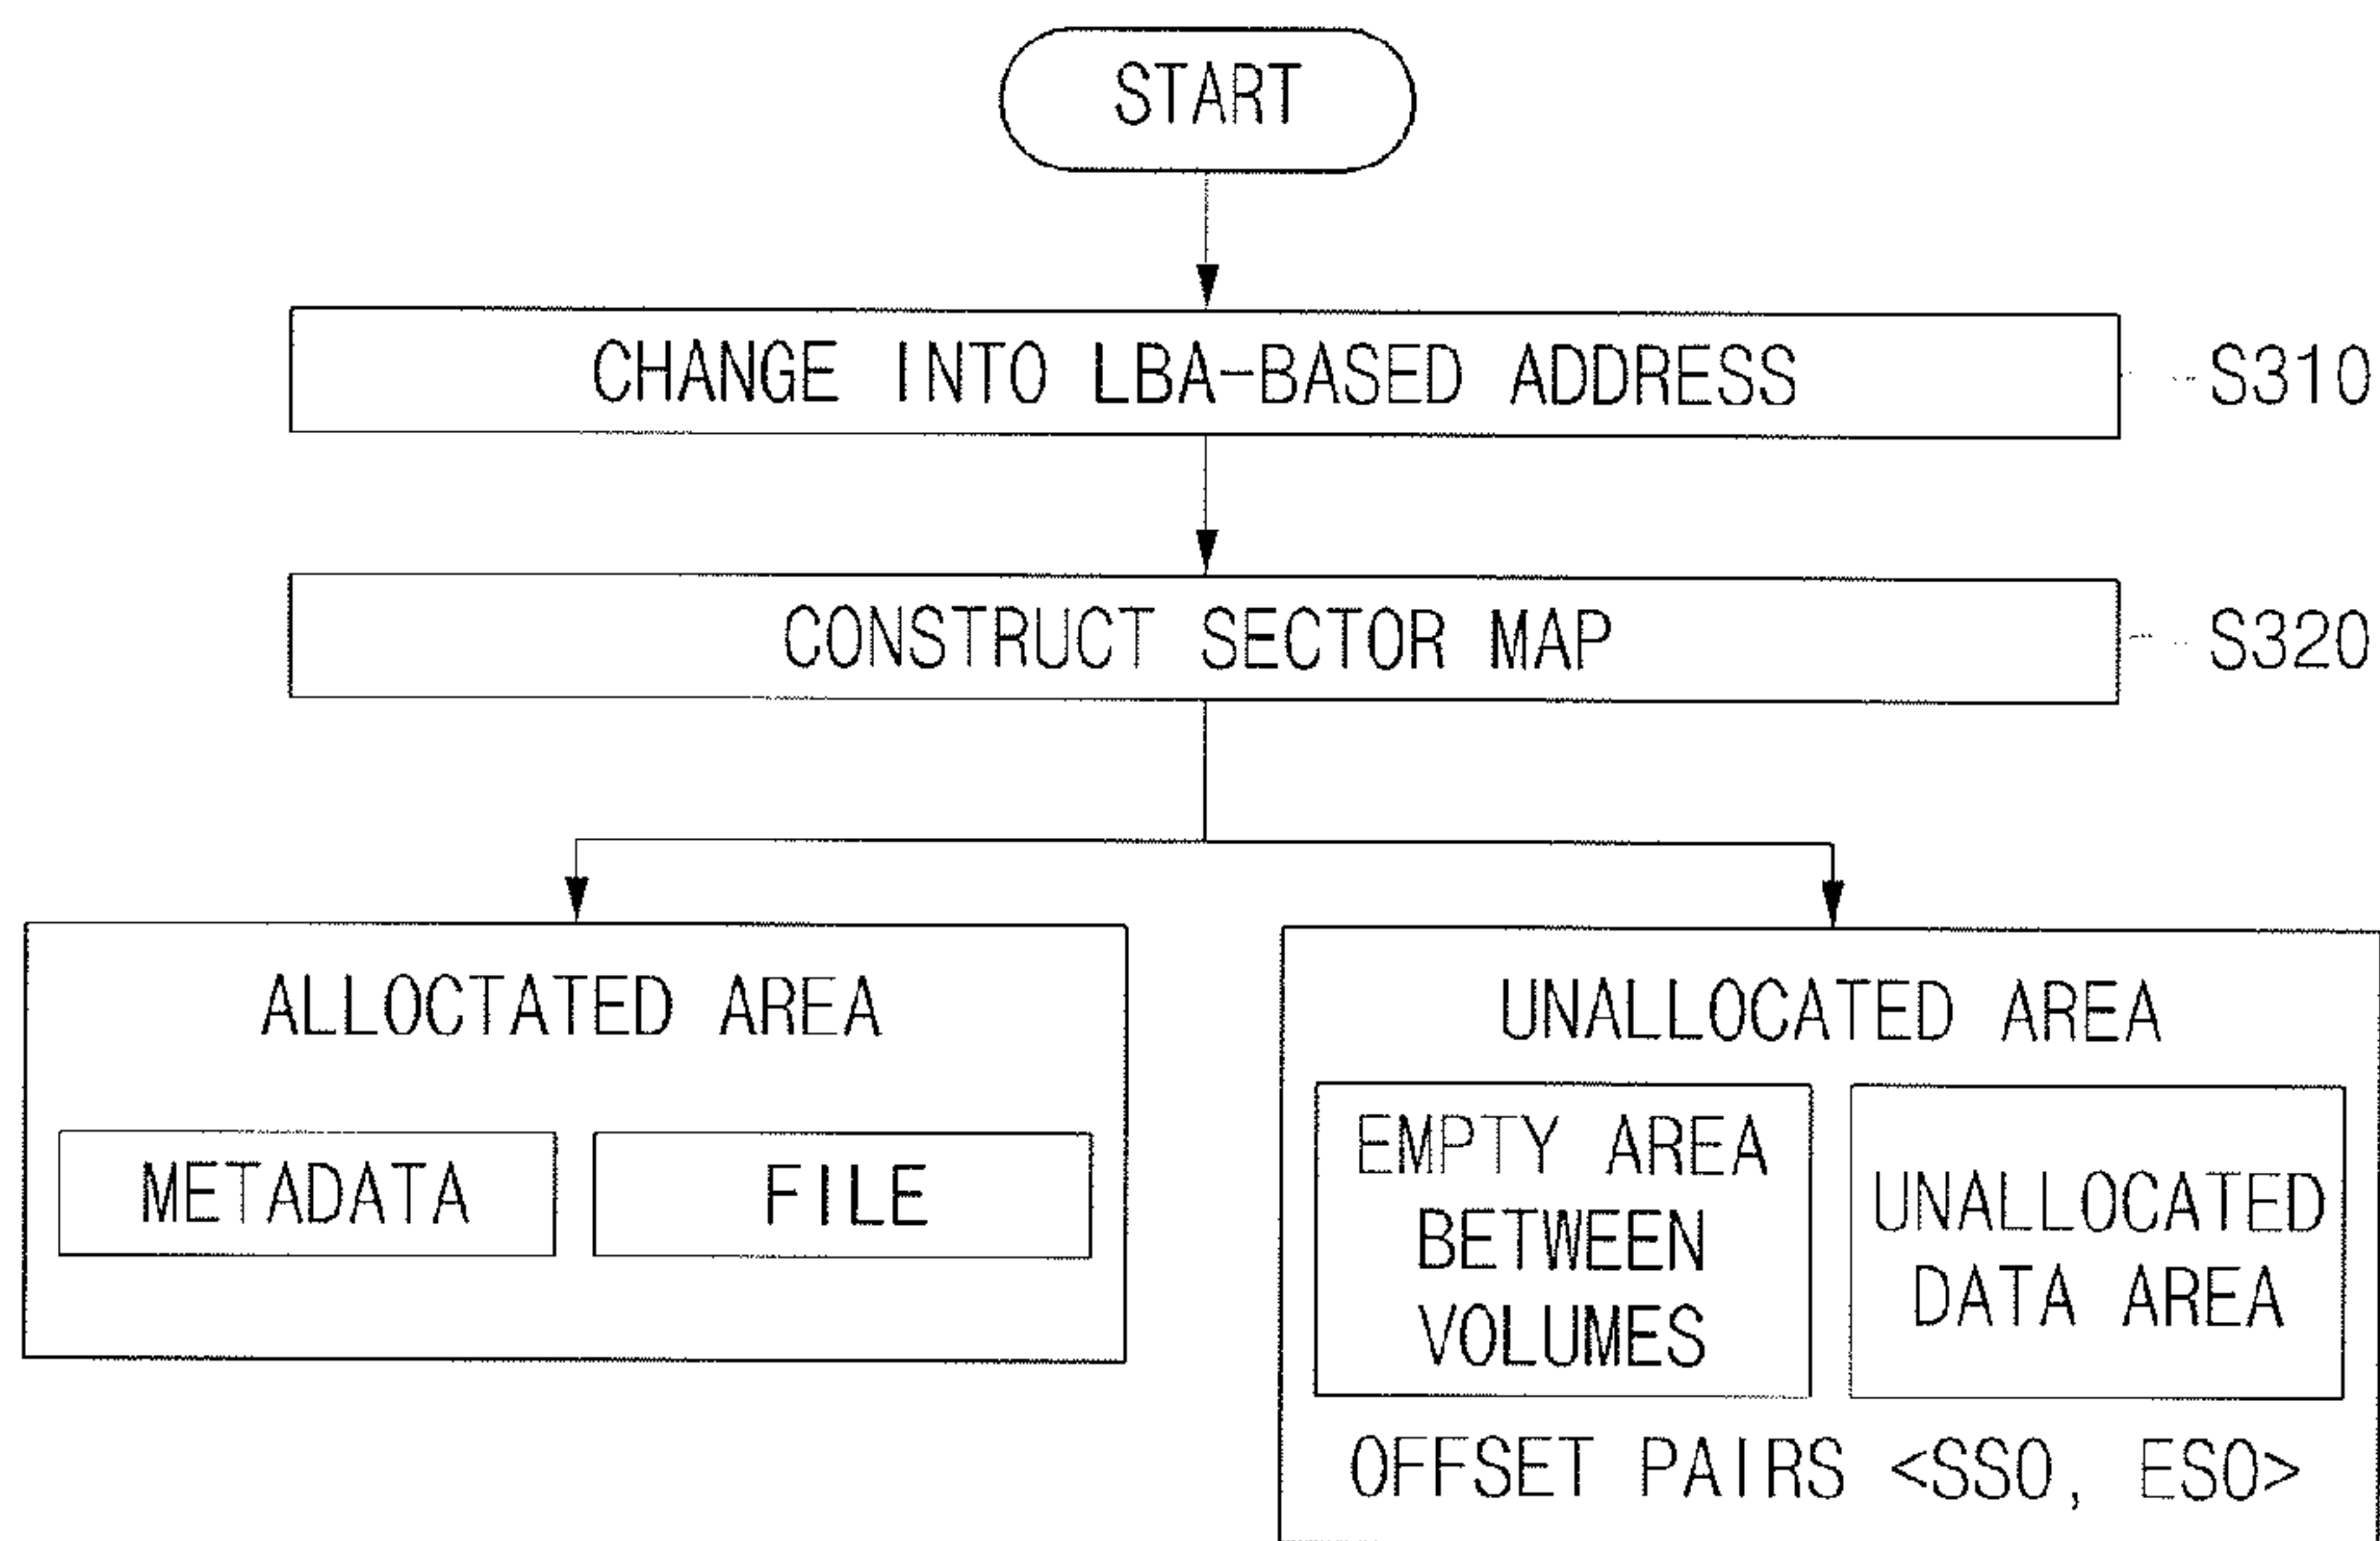 START
CHANGE INTO LBA-BASED ADDRESS
S310
CONSTRUCT SECTOR MAP
S320
ALLOCTATED AREA
METADATA
FILE
UNALLOCATED AREA
EMPTY AREA
BETWEEN
VOLUMES
UNALLOCATED
DATA AREA
OFFSET PAIRS <SSO, ESO>